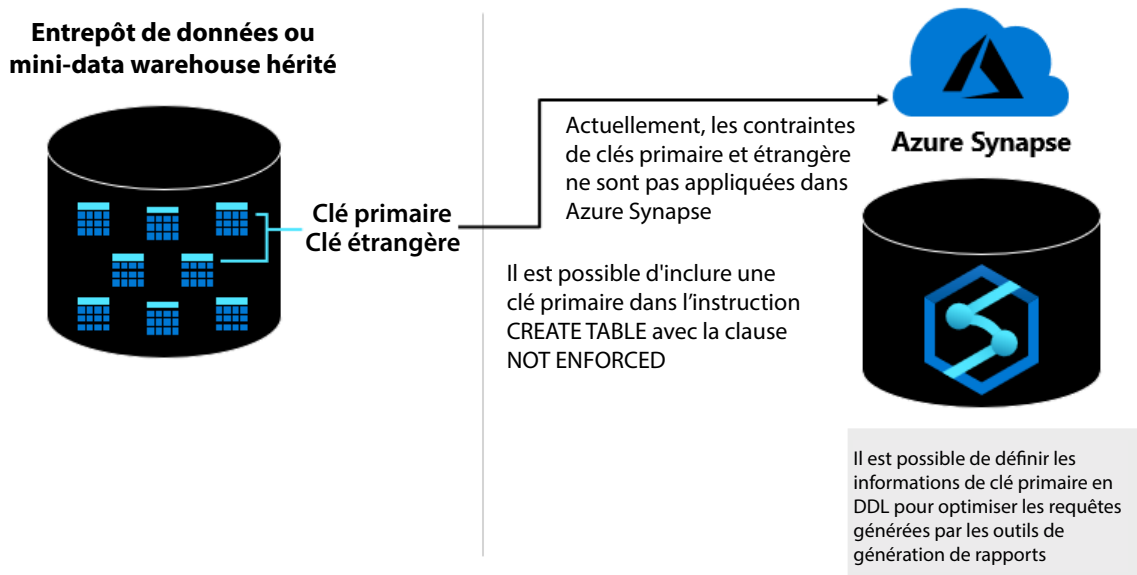 Entrepôt de données ou
mini-data warehouse hérité
Clé primaire
Clé étrangère
Actuellement, les contraintes
de clés primaire et étrangère
ne sont pas appliquées dans
Azure Synapse
Il est possible d'inclure une
clé primaire dans l’instruction
CREATE TABLE avec la clause
NOT ENFORCED
Azure Synapse
Il est possible de définir les
informations de clé primaire en
DDL pour optimiser les requêtes
générées par les outils de
génération de rapports